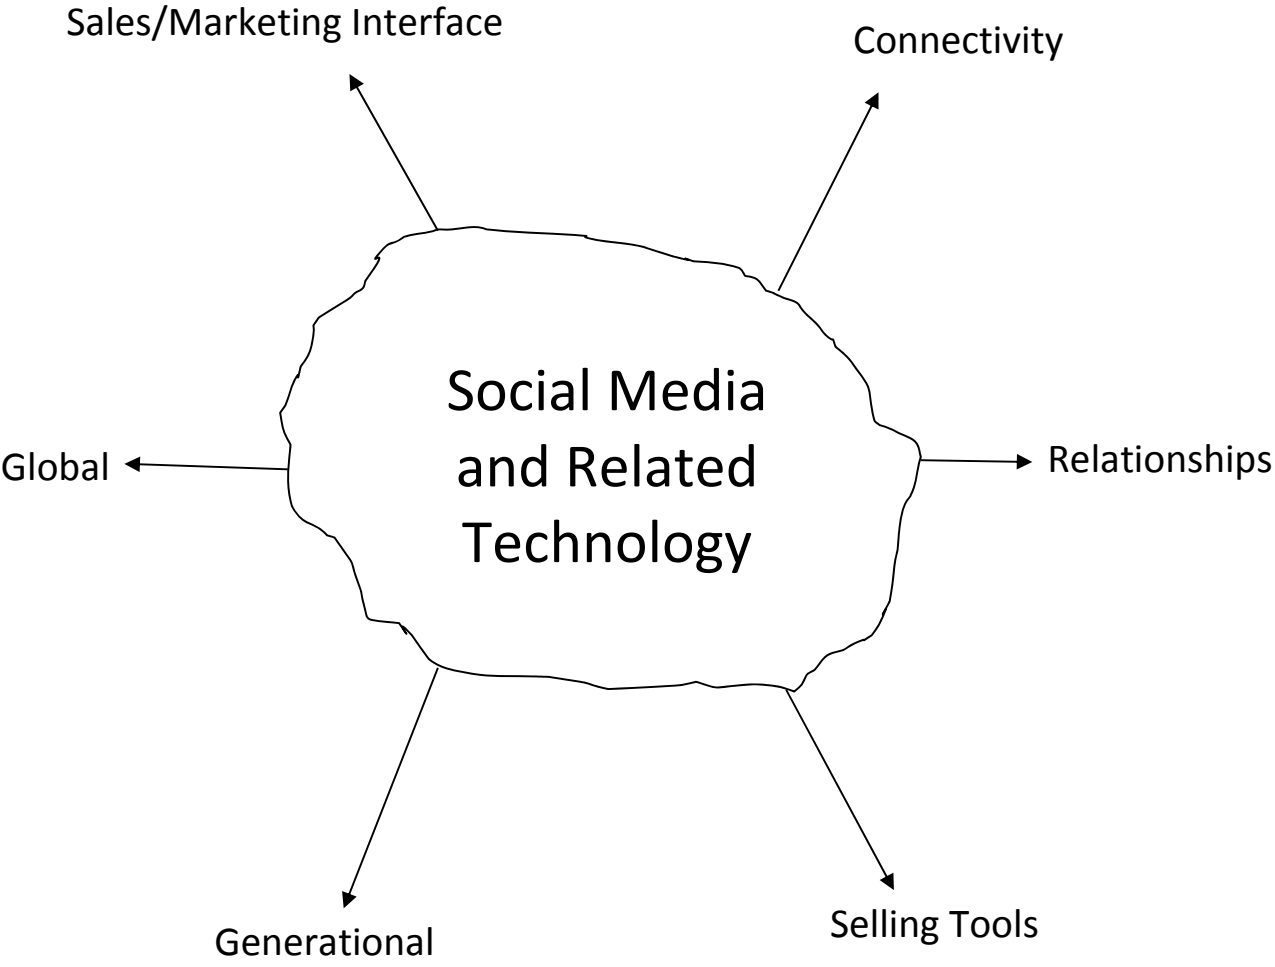 Sales/Marketing Interface
Connectivity
Social Media
and Related
Technology
Global
Relationships
Generational
Selling Tools